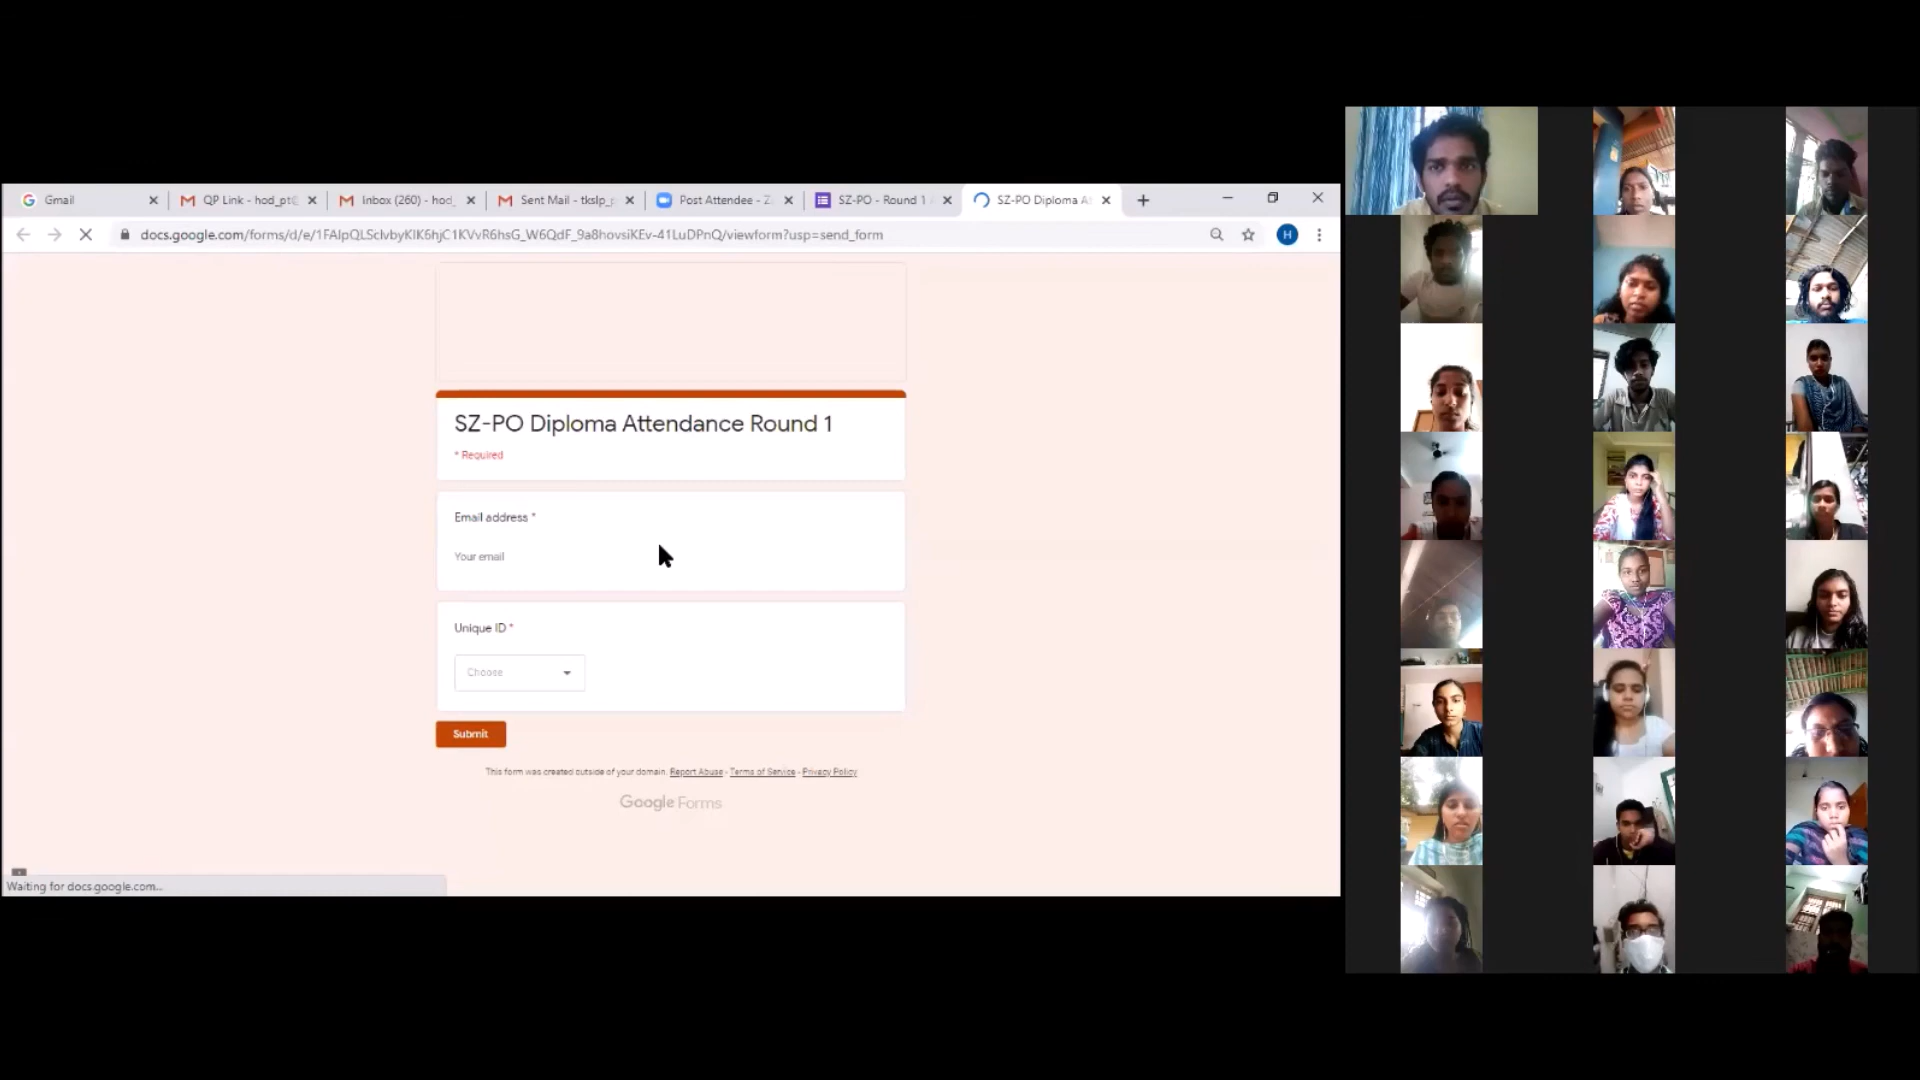 Gmail
QP Link - hod_pt
Inbox (260) - hod_
Sent Mail - tkslp_
Post Attendee - Z
SZ-PO - Round 1
SZ-PO Diploma A
docs.google.com/forms/d/e/1FAIpQLSclvbyKIK6hjC1KVvR6hsG_W6QdF_9a8hovsiKEv-41LuDPnQ/viewform?usp=send_form
H
SZ-PO Diploma Attendance Round 1
* Required
Email address *
Your email
Unique ID *
Choose
Submit
This form was created outside of your domain. Report Abuse - Terms of Service - Privacy Policy
Google Forms
Waiting for docs.google.com...